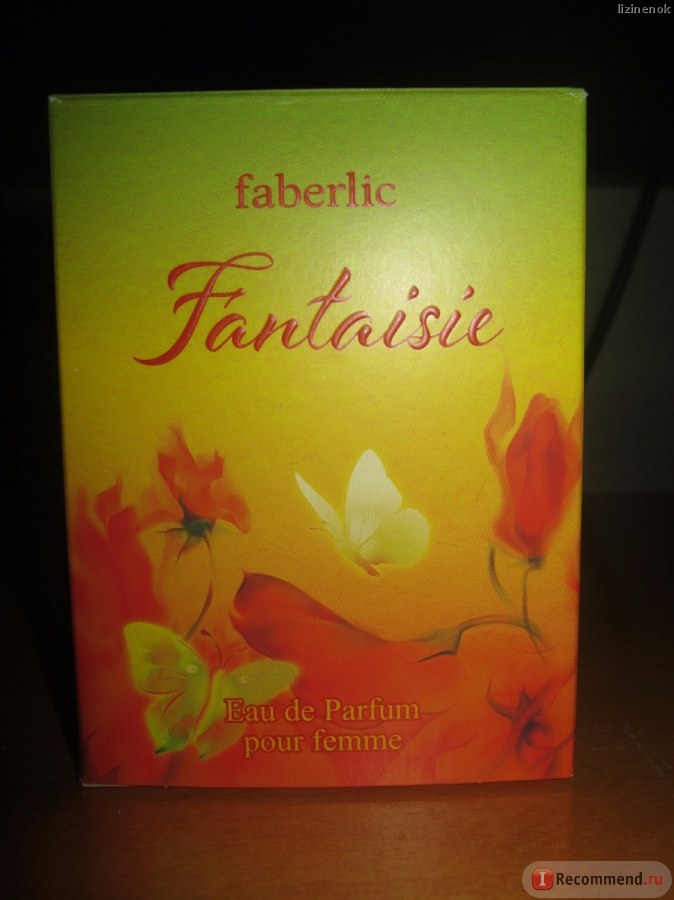 lizinenok
faberlic
Fantaisie
Eau de Parfum
pour femme
IRecommend.ru